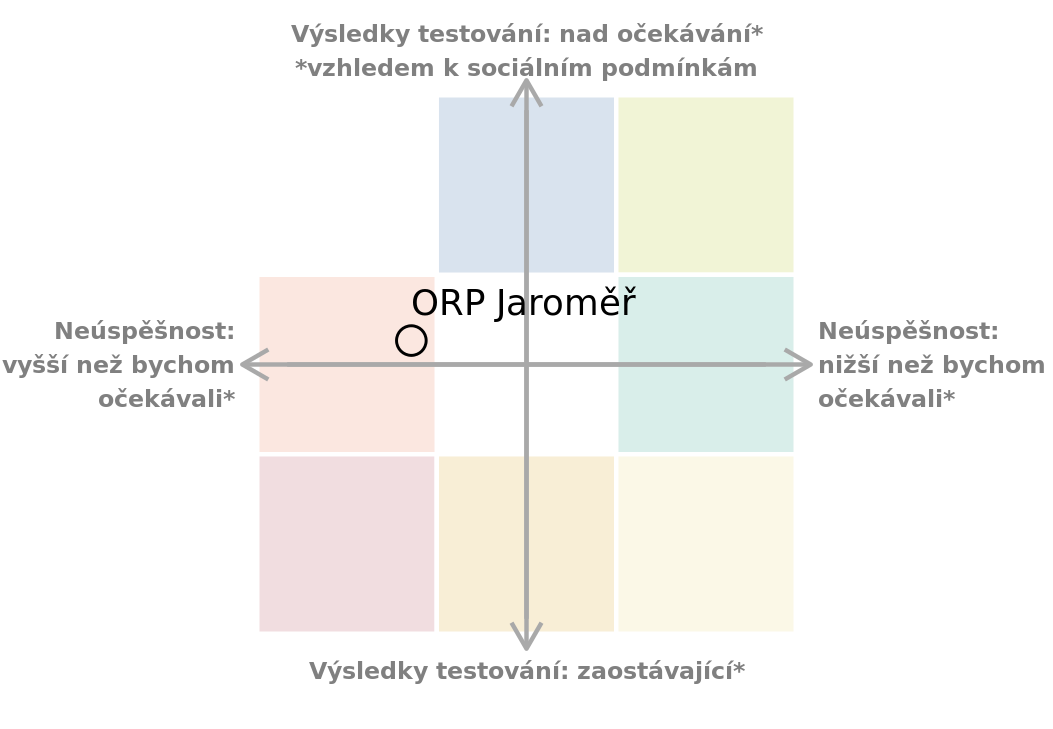 Výsledky testování: nad očekávání*
*vzhledem k sociálním podmínkám
ORP Jaroměř
Neúspěšnost:
vyšší než bychom
očekávali*
Neúspěšnost:
nižší než bychom
očekávali*
Výsledky testování: zaostávající*